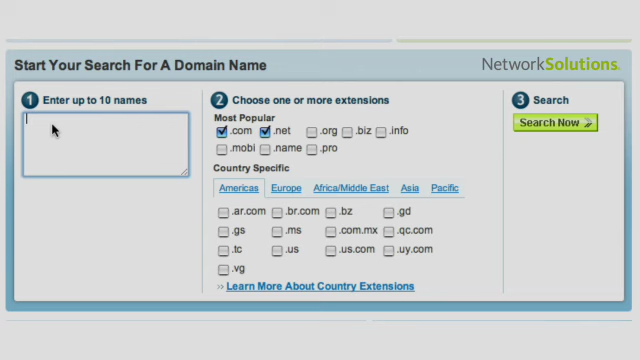 Start Your Search For A Domain Name
NetworkSolutions.
1 Enter up to 10 names
2 Choose one or more extensions
Most Popular
.com .net .org .biz .info
.mobi .name .pro
Country Specific
Americas Europe Africa/Middle East Asia Pacific
.ar.com .br.com .bz .gd
.gs .ms .com.mx .qc.com
.tc .us .us.com .uy.com
.vg
Learn More About Country Extensions
3 Search
Search Now